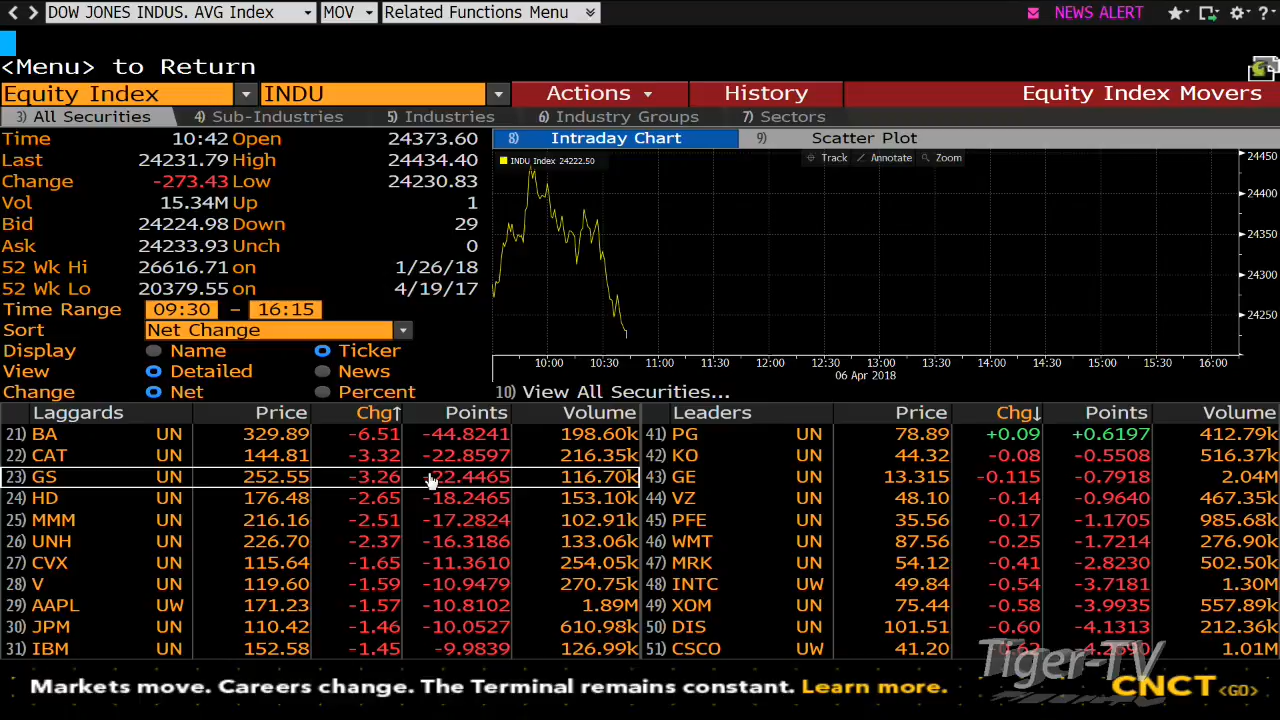 DOW JONES INDUS. AVG Index MOV Related Functions Menu NEWS ALERT
<Menu> to Return
Equity Index INDU Actions History Equity Index Movers
3) All Securities 4) Sub-Industries 5) Industries 6) Industry Groups 7) Sectors
Time 10:42 Open 24373.60
Last 24231.79 High 24434.40
Change -273.43 Low 24230.83
Vol 15.34M Up 1
Bid 24224.98 Down 29
Ask 24233.93 Unch 0
52 Wk Hi 26616.71 on 1/26/18
52 Wk Lo 20379.55 on 4/19/17
Time Range 09:30 - 16:15
Sort Net Change
Display Name Ticker
View Detailed News
Change Net Percent
8) Intraday Chart 9) Scatter Plot
INDU Index 24222.50 Track Annotate Zoom
24450
24400
24350
24300
24250
10:00 10:30 11:00 11:30 12:00 12:30 13:00 13:30 14:00 14:30 15:00 15:30 16:00
06 Apr 2018
10) View All Securities...
Laggards Price Chg↑ Points Volume Leaders Price Chg↓ Points Volume
21) BA UN 329.89 -6.51 -44.8241 198.60k 41) PG UN 78.89 +0.09 +0.6197 412.79k
22) CAT UN 144.81 -3.32 -22.8597 216.35k 42) KO UN 44.32 -0.08 -0.5508 516.37k
23) GS UN 252.55 -3.26 -22.4465 116.70k 43) GE UN 13.315 -0.115 -0.7918 2.04M
24) HD UN 176.48 -2.65 -18.2465 153.10k 44) VZ UN 48.10 -0.14 -0.9640 467.35k
25) MMM UN 216.16 -2.51 -17.2824 102.91k 45) PFE UN 35.56 -0.17 -1.1705 985.68k
26) UNH UN 226.70 -2.37 -16.3186 133.06k 46) WMT UN 87.56 -0.25 -1.7214 276.90k
27) CVX UN 115.64 -1.65 -11.3610 254.05k 47) MRK UN 54.12 -0.41 -2.8230 502.50k
28) V UN 119.60 -1.59 -10.9479 270.75k 48) INTC UW 49.84 -0.54 -3.7181 1.30M
29) AAPL UW 171.23 -1.57 -10.8102 1.89M 49) XOM UN 75.44 -0.58 -3.9935 557.89k
30) JPM UN 110.42 -1.46 -10.0527 610.98k 50) DIS UN 101.51 -0.60 -4.1313 212.36k
31) IBM UN 152.58 -1.45 -9.9839 126.99k 51) CSCO UW 41.20 -0.62 -4.2690 1.01M
Tiger-TV
Markets move. Careers change. The Terminal remains constant. Learn more. CNCT <GO>